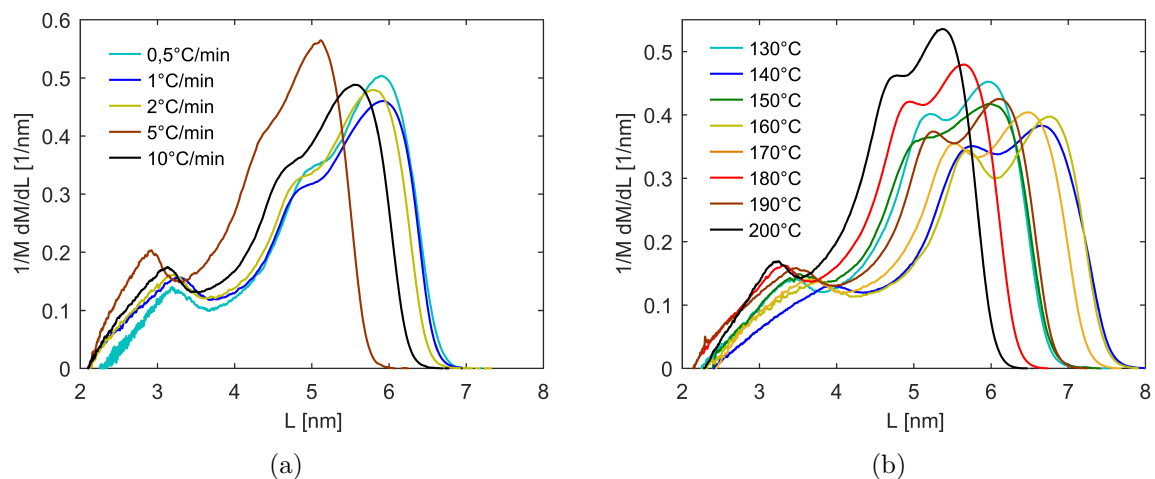 0.6
0.5
0.4
0.3
0.2
0.1
0
1/M dM/dL [1/nm]
0,5°C/min
1°C/min
2°C/min
5°C/min
10°C/min
2 3 4 5 6 7 8
L [nm]
(a)
0.5
0.4
0.3
0.2
0.1
0
1/M dM/dL [1/nm]
130°C
140°C
150°C
160°C
170°C
180°C
190°C
200°C
2 3 4 5 6 7 8
L [nm]
(b)